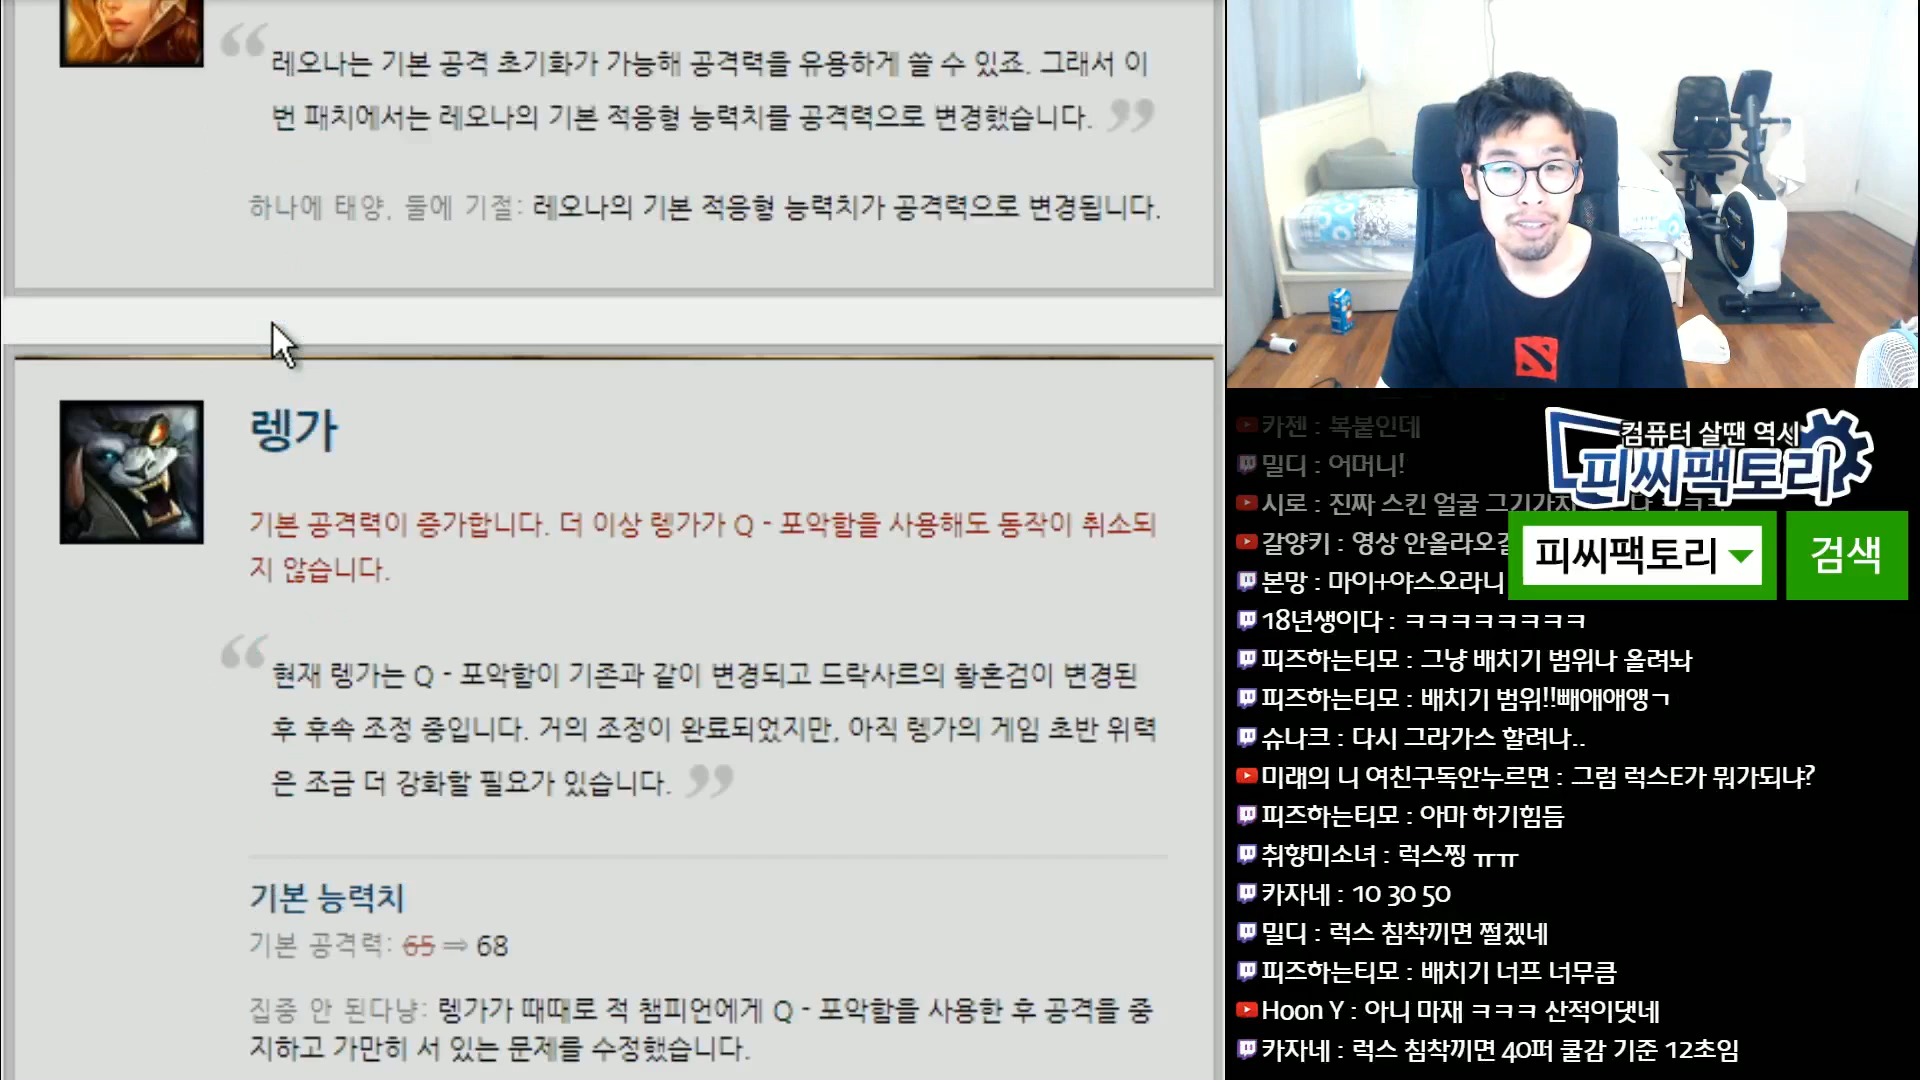 레오나는 기본 공격 초기화가 가능해 공격력을 유용하게 쓸 수 있죠. 그래서 이
번 패치에서는 레오나의 기본 적응형 능력치를 공격력으로 변경했습니다.
하나에 태양, 둘에 기절: 레오나의 기본 적응형 능력치가 공격력으로 변경됩니다.
렝가
기본 공격력이 증가합니다. 더 이상 렝가가 Q - 포악함을 사용해도 동작이 취소되
지 않습니다.
현재 렝가는 Q - 포악함이 기존과 같이 변경되고 드락사르의 황혼검이 변경된
후 후속 조정 중입니다. 거의 조정이 완료되었지만, 아직 렝가의 게임 초반 위력
은 조금 더 강화할 필요가 있습니다.
기본 능력치
기본 공격력: 65 ⇒ 68
집중 안 된다냥: 렝가가 때때로 적 챔피언에게 Q - 포악함을 사용한 후 공격을 중
지하고 가만히 서 있는 문제를 수정했습니다.
카젠 : 복붙인데
밀디 : 어머니!
시로 : 진짜 스킨 얼굴
갈양키 : 영상 안올라오
본망 : 마이+야스오라니
18년생이다 : ㅋㅋㅋㅋㅋㅋㅋㅋ
피즈하는티모 : 그냥 배치기 범위나 올려놔
피즈하는티모 : 배치기 범위!!빼애애앵ㄱ
슈나크 : 다시 그라가스 할려나..
미래의 니 여친구독안누르면 : 그럼 럭스E가 뭐가되냐?
피즈하는티모 : 아마 하기힘듬
취향미소녀 : 럭스찡 ㅠㅠ
카자네 : 10 30 50
밀디 : 럭스 침착끼면 쩔겠네
피즈하는티모 : 배치기 너프 너무큼
Hoon Y : 아니 마재 ㅋㅋㅋ 산적이댓네
카자네 : 럭스 침착끼면 40퍼 쿨감 기준 12초임
컴퓨터 살땐 역시
피씨팩토리
피씨팩토리 검색